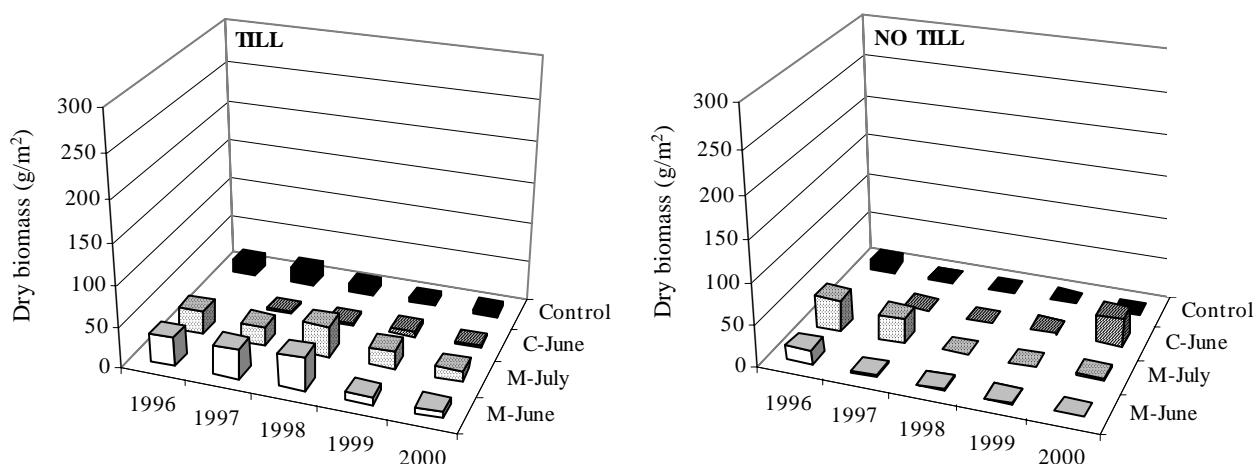 TILL
300
250
200
150
100
50
0
Dry biomass (g/m²)
1996
1997
1998
1999
2000
Control
C-June
M-July
M-June
NO TILL
300
250
200
150
100
50
0
Dry biomass (g/m²)
1996
1997
1998
1999
2000
Control
C-June
M-July
M-June